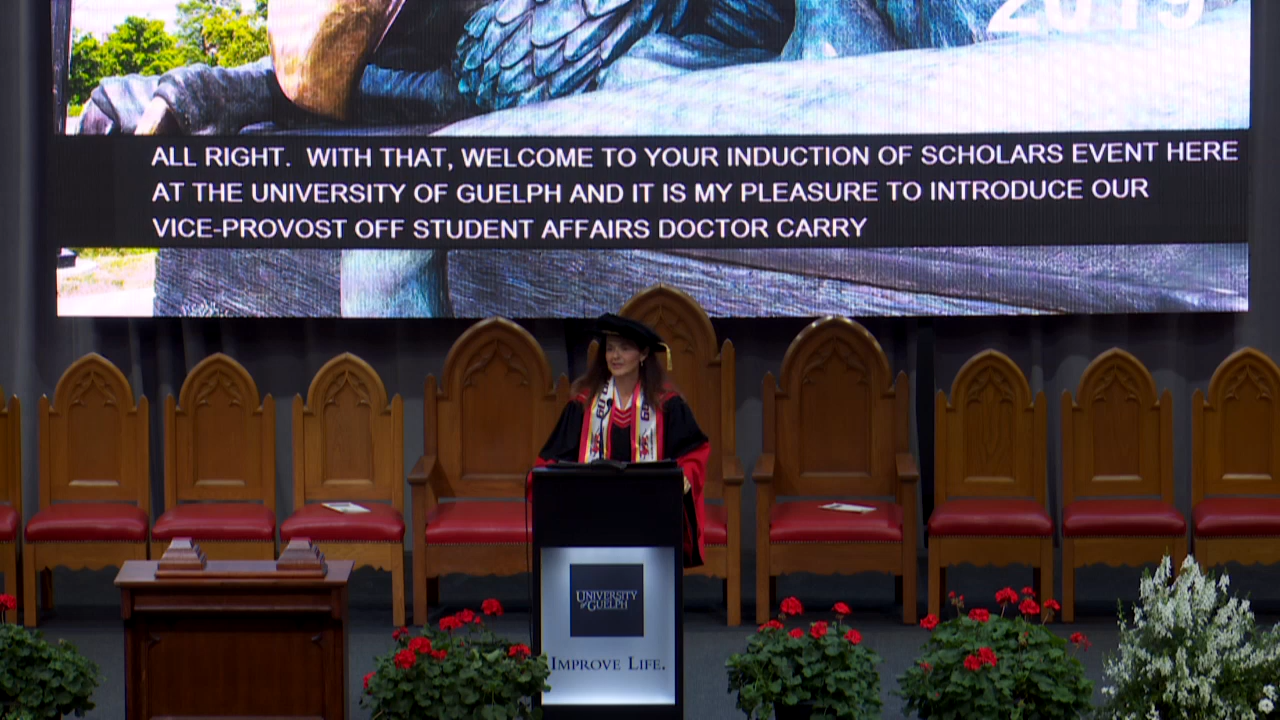 2019
ALL RIGHT.  WITH THAT, WELCOME TO YOUR INDUCTION OF SCHOLARS EVENT HERE
AT THE UNIVERSITY OF GUELPH AND IT IS MY PLEASURE TO INTRODUCE OUR
VICE-PROVOST OFF STUDENT AFFAIRS DOCTOR CARRY
UNIVERSITY
OF GUELPH
IMPROVE LIFE.